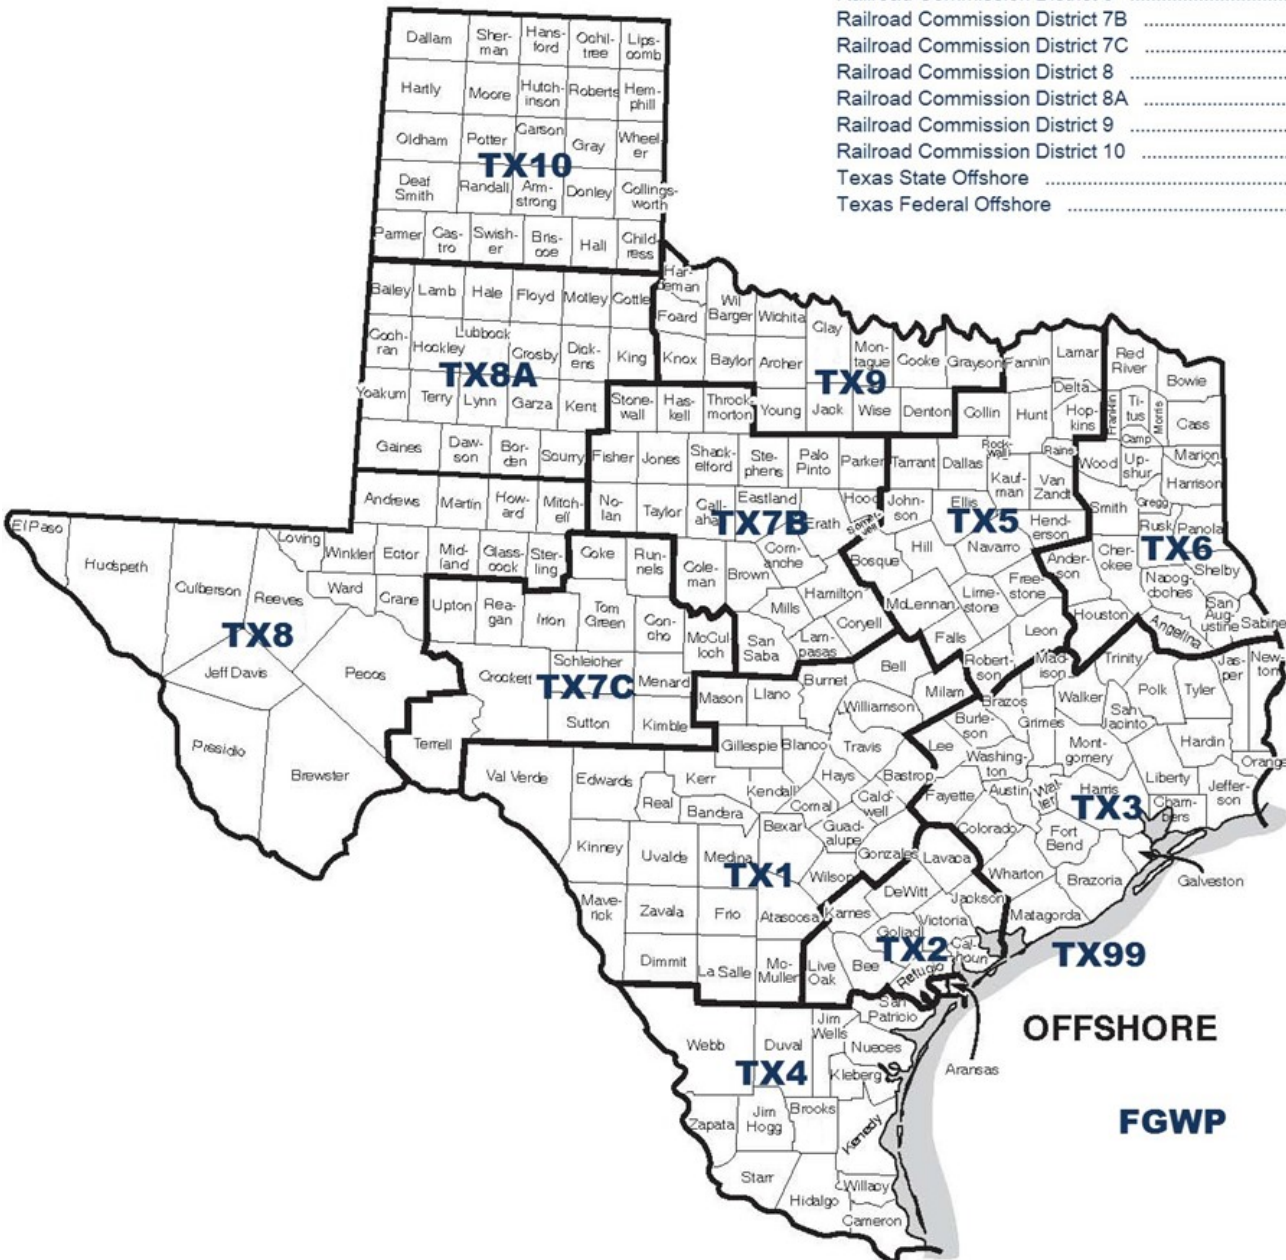 Railroad Commission District 7B
Railroad Commission District 7C
Railroad Commission District 8
Railroad Commission District 8A
Railroad Commission District 9
Railroad Commission District 10
Texas State Offshore
Texas Federal Offshore
Dallam
Sher-
man
Hans-
ford
Ochil-
tree
Lips-
comb
Hartly
Moore
Hutch-
inson
Roberts
Hem-
phill
Oldham
Potter
Carson
Gray
Wheel-
er
TX10
Deaf
Smith
Randall
Arm-
strong
Donley
Collings-
worth
Parmer
Cas-
tro
Swish-
er
Bris-
coe
Hall
Child-
ress
Bailey
Lamb
Hale
Floyd
Motley
Cottle
Coch-
ran
Hockley
Lubbock
Crosby
Dick-
ens
King
TX8A
Yoakum
Terry
Lynn
Garza
Kent
Gaines
Daw-
son
Bor-
den
Scurry
Har-
deman
Foard
Wil
Barger
Wichita
Clay
Knox
Baylor
Archer
Mon-
tague
Cooke
Grayson
TX9
Young
Jack
Wise
Denton
Fannin
Lamar
Delta
Collin
Hunt
Hop-
kins
Rock-
wall
Rains
Tarrant
Dallas
Kauf-
man
Van
Zandt
John-
son
Ellis
TX5
Hend-
erson
Hill
Navarro
Bosque
McLennan
Lime-
stone
Free-
stone
Falls
Leon
Red
River
Bowie
Franklin
Ti-
tus
Morris
Cass
Camp
Wood
Up-
shur
Marion
Harrison
Smith
Gregg
Rusk
Panola
TX6
Ander-
son
Cher-
okee
Nacog-
doches
Shelby
Houston
Angelina
San
Aug-
ustine
Sabine
Stone-
wall
Has-
kell
Throck-
morton
Fisher
Jones
Shack-
elford
Ste-
phens
Palo
Pinto
Parker
No-
lan
Taylor
Call-
ahan
Eastland
Erath
Hood
Somer-
vell
TX7B
Cole-
man
Brown
Com-
anche
Mills
Hamilton
San
Saba
Lam-
pasas
Coryell
Andrews
Martin
How-
ard
Mitch-
ell
El Paso
Hudspeth
Culberson
Loving
Winkler
Ector
Mid-
land
Glass-
cock
Ster-
ling
Reeves
Ward
Crane
TX8
Jeff Davis
Pecos
Presidio
Brewster
Terrell
Coke
Run-
nels
Upton
Rea-
gan
Irion
Tom
Green
Con-
cho
McCul-
loch
Crockett
Schleicher
Menard
TX7C
Sutton
Kimble
Mason
Llano
Burnet
Bell
Milam
Williamson
Gillespie
Blanco
Travis
Val Verde
Edwards
Kerr
Kendall
Hays
Bastrop
Real
Bandera
Comal
Cald-
well
Kinney
Uvalde
Medina
Bexar
Guad-
alupe
Gonzales
TX1
Wilson
Mave-
rick
Zavala
Frio
Atascosa
Dimmit
La Salle
Mc-
Mullen
Robert-
son
Mad-
ison
Trinity
Jas-
per
New-
ton
Brazos
Walker
Polk
Tyler
Burle-
son
Grimes
San
Jacinto
Lee
Washing-
ton
Mont-
gomery
Hardin
Orange
Fayette
Austin
Wal-
ler
Harris
Liberty
Jeffer-
son
TX3
Cham-
bers
Colorado
Fort
Bend
Wharton
Brazoria
Galveston
Matagorda
Lavaca
DeWitt
Jackson
Karnes
Victoria
Goliad
TX2
Cal-
houn
Live
Oak
Bee
Refugio
TX99
OFFSHORE
Aransas
FGWP
San
Patricio
Jim
Wells
Webb
Duval
Nueces
TX4
Kleberg
Zapata
Jim
Hogg
Brooks
Kenedy
Starr
Hidalgo
Willacy
Cameron